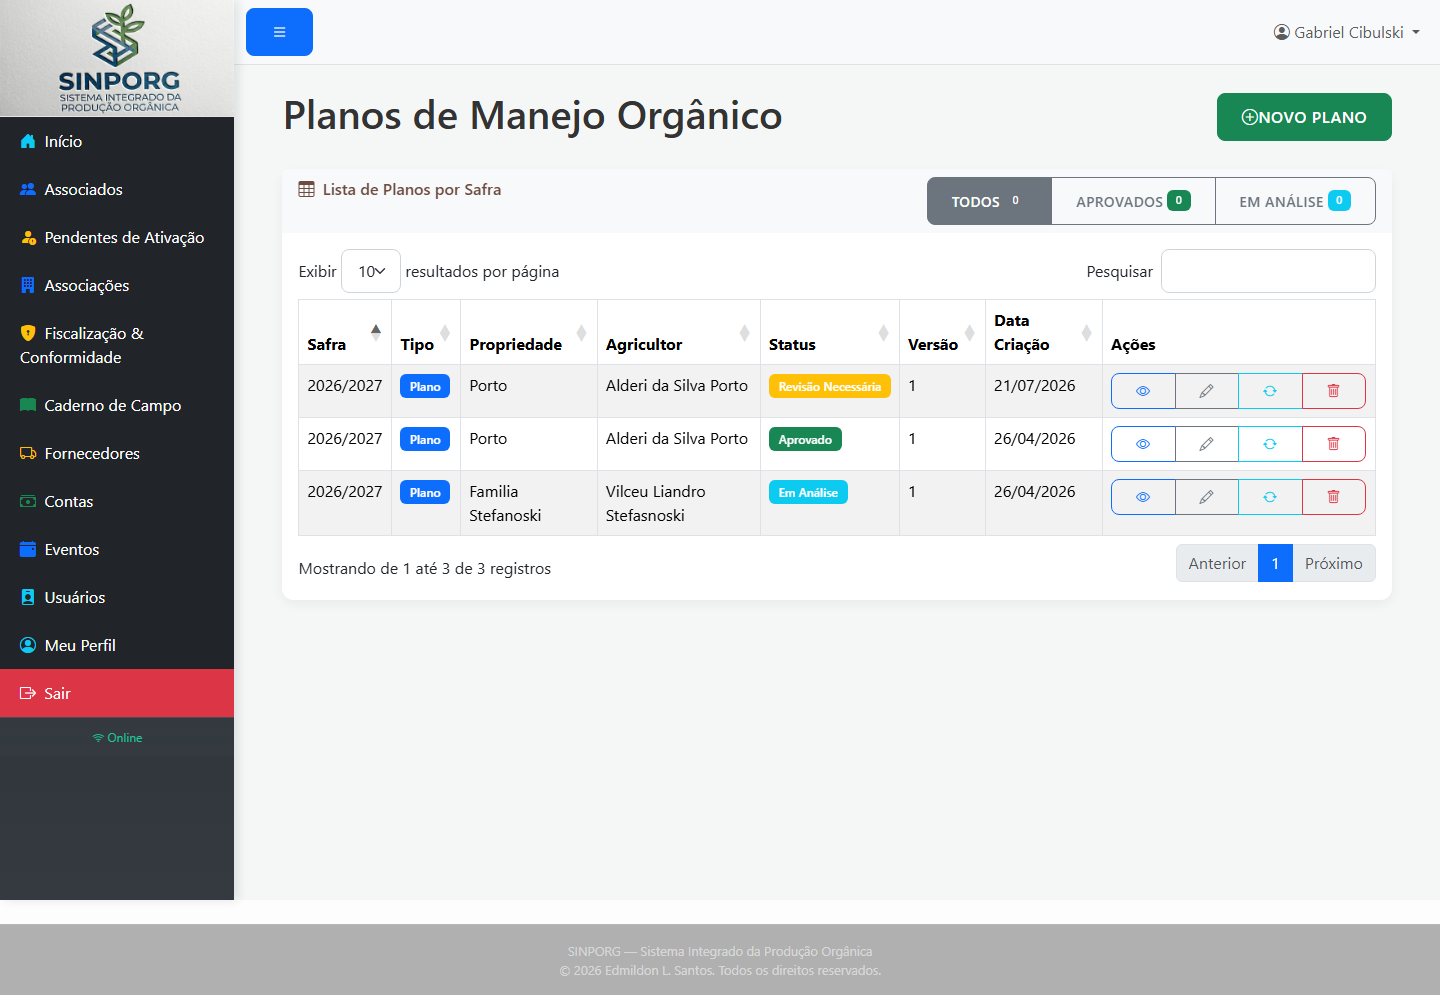 SINPORG
SISTEMA INTEGRADO DA
PRODUÇÃO ORGÂNICA
Início
Associados
Pendentes de Ativação
Associações
Fiscalização &
Conformidade
Caderno de Campo
Fornecedores
Contas
Eventos
Usuários
Meu Perfil
Sair
Online
Gabriel Cibulski
Planos de Manejo Orgânico
NOVO PLANO
Lista de Planos por Safra
TODOS 0 APROVADOS 0 EM ANÁLISE 0
Exibir 10 resultados por página Pesquisar
Safra Tipo Propriedade Agricultor Status Versão Data Criação Ações
2026/2027 Plano Porto Alderi da Silva Porto Revisão Necessária 1 21/07/2026
2026/2027 Plano Porto Alderi da Silva Porto Aprovado 1 26/04/2026
2026/2027 Plano Familia Stefanoski Vilceu Liandro Stefasnoski Em Análise 1 26/04/2026
Mostrando de 1 até 3 de 3 registros Anterior 1 Próximo
SINPORG — Sistema Integrado da Produção Orgânica
© 2026 Edmildon L. Santos. Todos os direitos reservados.